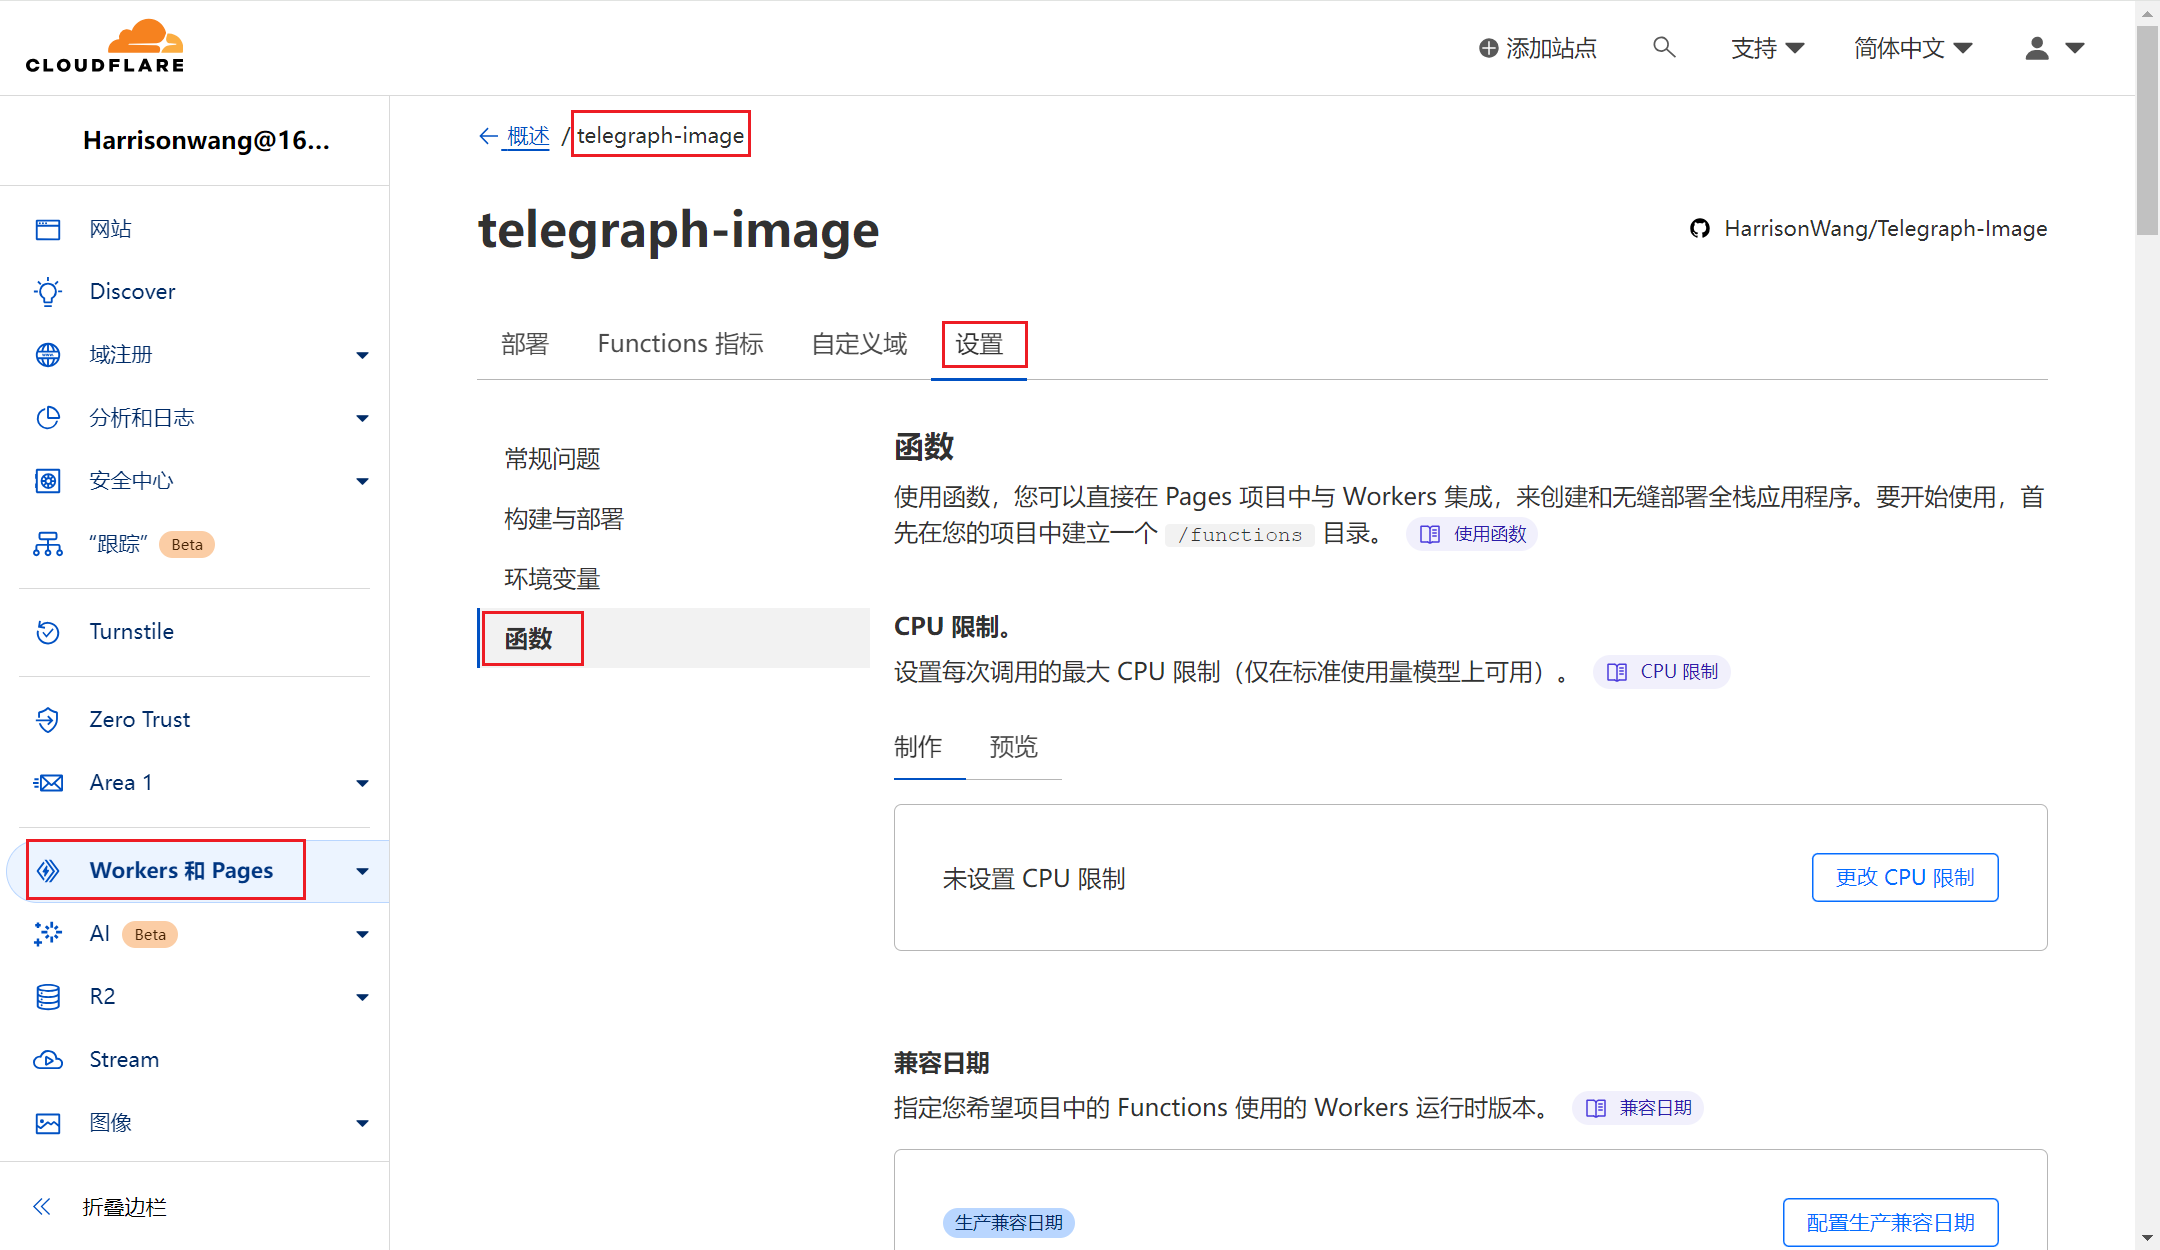 CLOUDFLARE
添加站点
支持
简体中文
Harrisonwang@16...
网站
Discover
域注册
分析和日志
安全中心
“跟踪” Beta
Turnstile
Zero Trust
Area 1
Workers 和 Pages
AI Beta
R2
Stream
图像
折叠边栏
概述 / telegraph-image
telegraph-image
HarrisonWang/Telegraph-Image
部署 Functions 指标 自定义域 设置
常规问题
构建与部署
环境变量
函数
函数
使用函数，您可以直接在 Pages 项目中与 Workers 集成，来创建和无缝部署全栈应用程序。要开始使用，首
先在您的项目中建立一个 /functions 目录。 使用函数
CPU 限制。
设置每次调用的最大 CPU 限制（仅在标准使用量模型上可用）。 CPU 限制
制作 预览
未设置 CPU 限制
更改 CPU 限制
兼容日期
指定您希望项目中的 Functions 使用的 Workers 运行时版本。 兼容日期
生产兼容日期
配置生产兼容日期